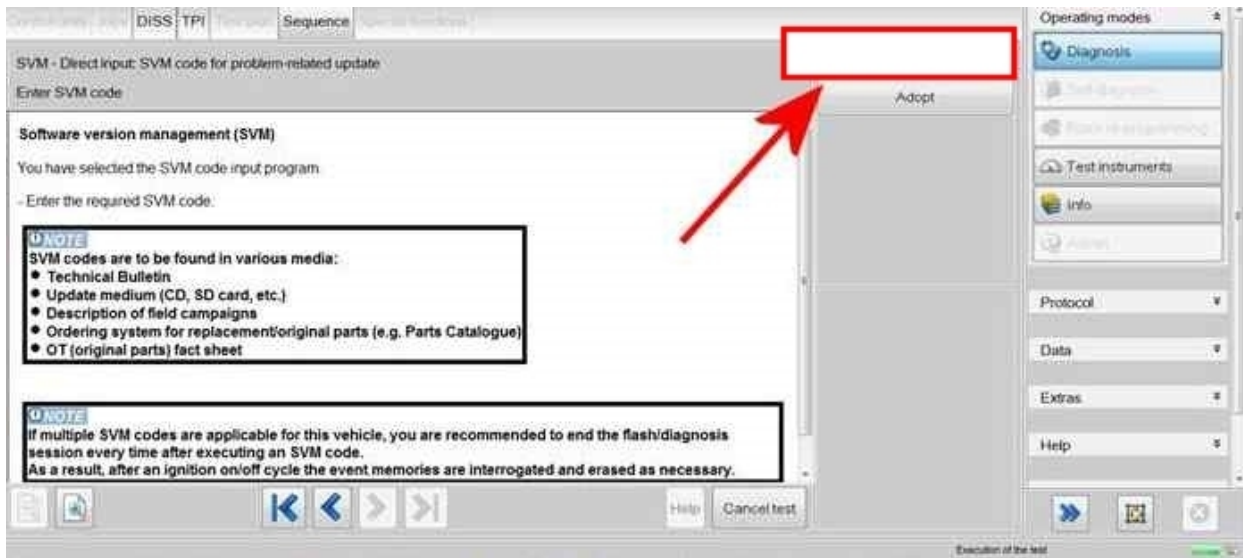 DISS
TPI
Sequence
Operating modes
SVM - Direct input: SVM code for problem-related update
Enter SVM code
Adopt
Diagnosis
Test instruments
Info
Software version management (SVM)
You have selected the SVM code input program
- Enter the required SVM code.
NOTE
SVM codes are to be found in various media:
● Technical Bulletin
● Update medium (CD, SD card, etc.)
● Description of field campaigns
● Ordering system for replacement/original parts (e.g. Parts Catalogue)
● OT (original parts) fact sheet
NOTE
If multiple SVM codes are applicable for this vehicle, you are recommended to end the flash/diagnosis
session every time after executing an SVM code.
As a result, after an ignition on/off cycle the event memories are interrogated and erased as necessary.
Protocol
Data
Extras
Help
Help
Cancel test
Execution of the test